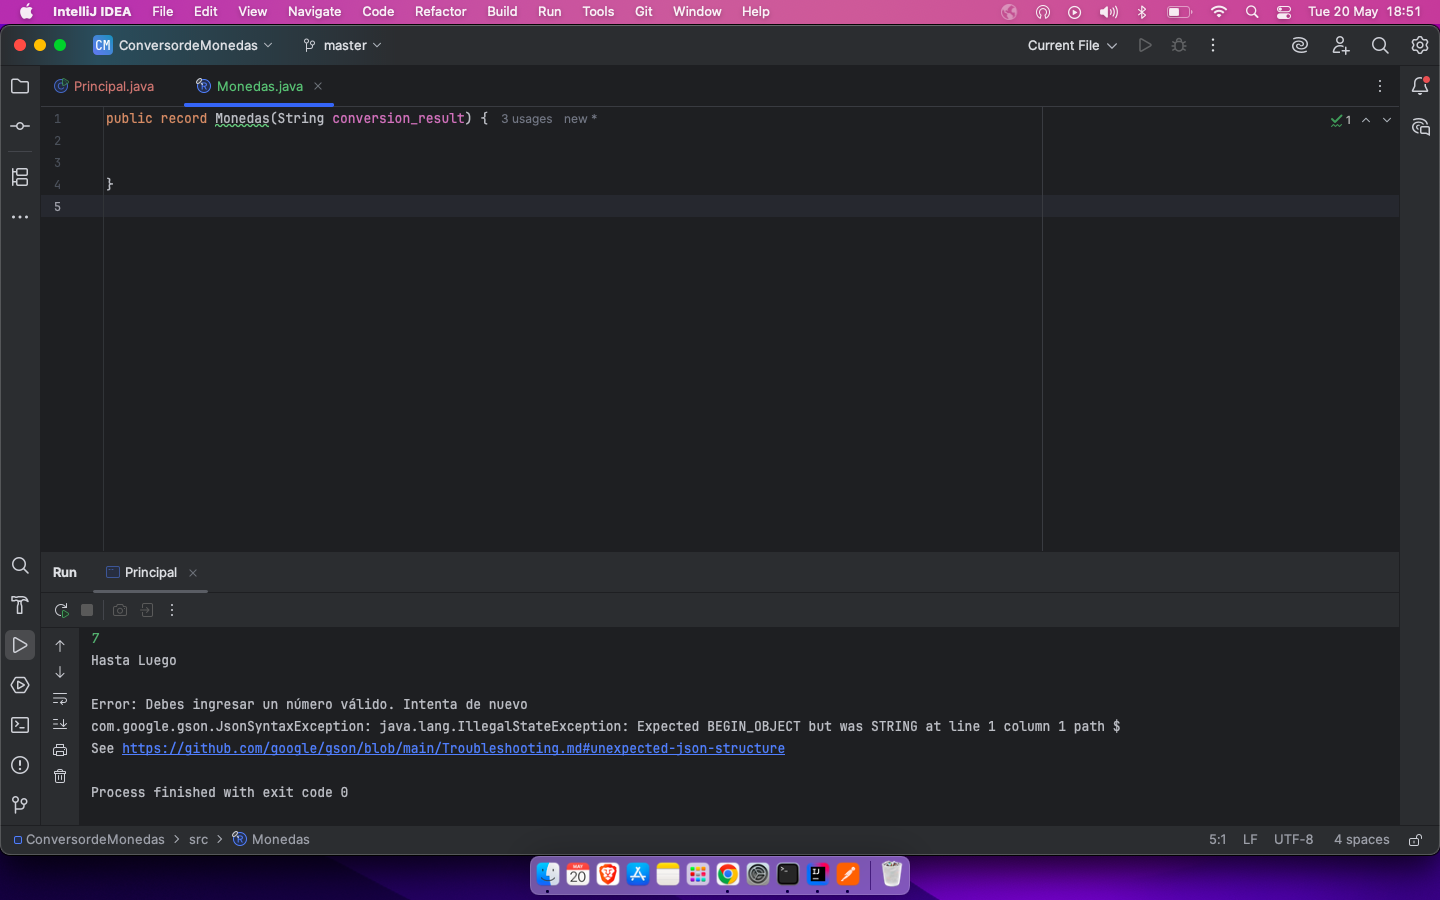 IntelliJ IDEA File Edit View Navigate Code Refactor Build Run Tools Git Window Help Tue 20 May 18:51
CM ConversordeMonedas master Current File
Principal.java Monedas.java
1 public record Monedas(String conversion_result) { 3 usages new * 1
2
3
4 }
5
Run Principal
7
Hasta Luego
Error: Debes ingresar un número válido. Intenta de nuevo
com.google.gson.JsonSyntaxException: java.lang.IllegalStateException: Expected BEGIN_OBJECT but was STRING at line 1 column 1 path $
See https://github.com/google/gson/blob/main/Troubleshooting.md#unexpected-json-structure
Process finished with exit code 0
ConversordeMonedas src Monedas 5:1 LF UTF-8 4 spaces
MAY
20
IJ